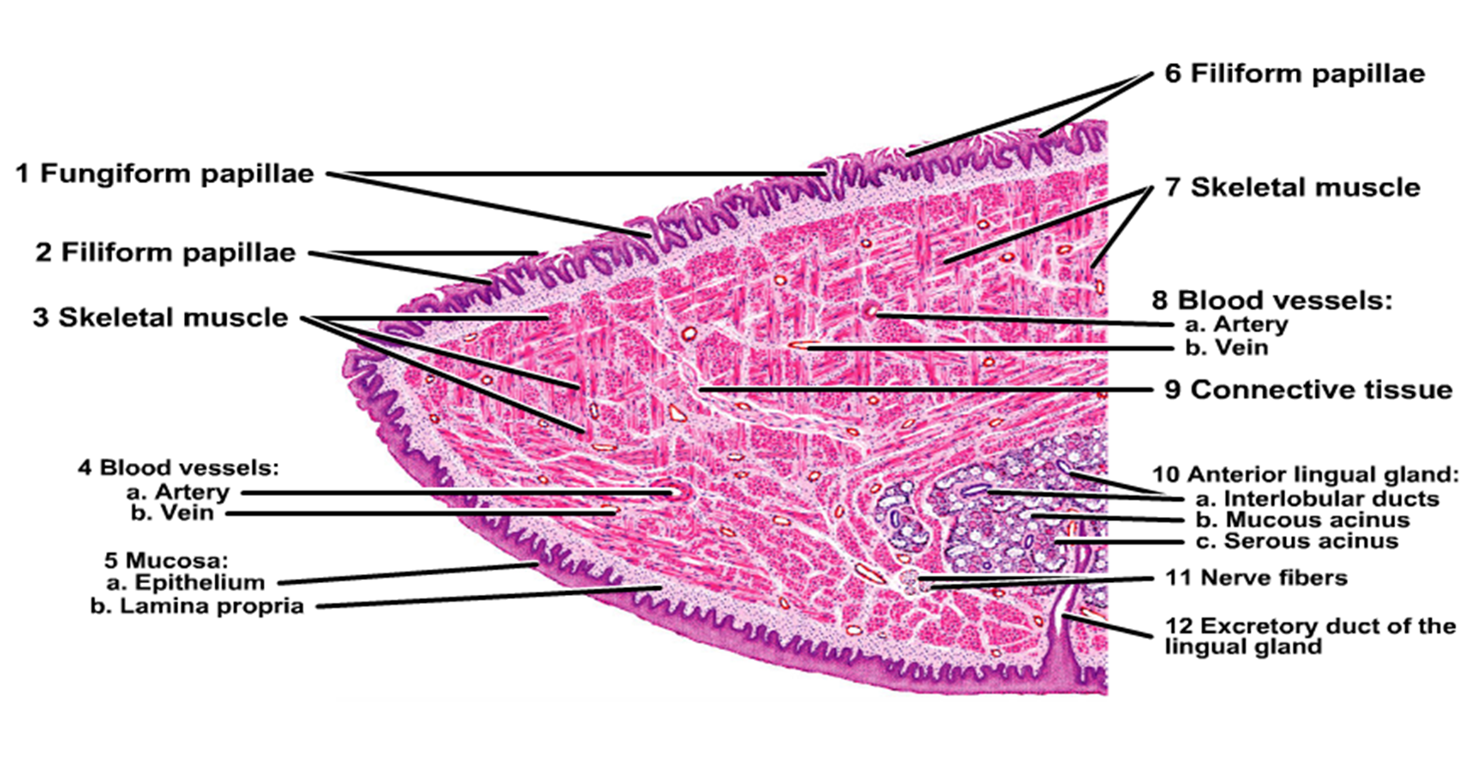 1 Fungiform papillae
2 Filiform papillae
3 Skeletal muscle
4 Blood vessels:
a. Artery
b. Vein
5 Mucosa:
a. Epithelium
b. Lamina propria
6 Filiform papillae
7 Skeletal muscle
8 Blood vessels:
a. Artery
b. Vein
9 Connective tissue
10 Anterior lingual gland:
a. Interlobular ducts
b. Mucous acinus
c. Serous acinus
11 Nerve fibers
12 Excretory duct of the
lingual gland